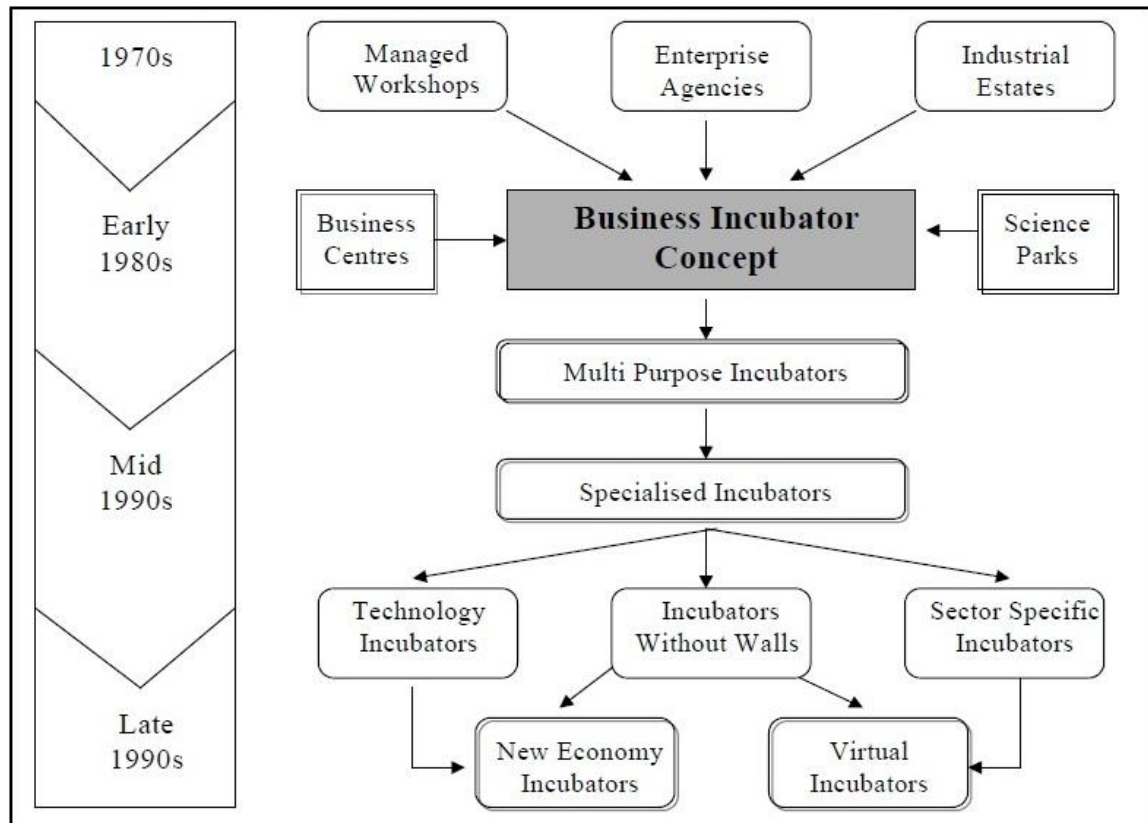 1970s
Managed
Workshops
Enterprise
Agencies
Industrial
Estates
Early
1980s
Business
Centres
Business Incubator
Concept
Science
Parks
Multi Purpose Incubators
Mid
1990s
Specialised Incubators
Technology
Incubators
Incubators
Without Walls
Sector Specific
Incubators
Late
1990s
New Economy
Incubators
Virtual
Incubators